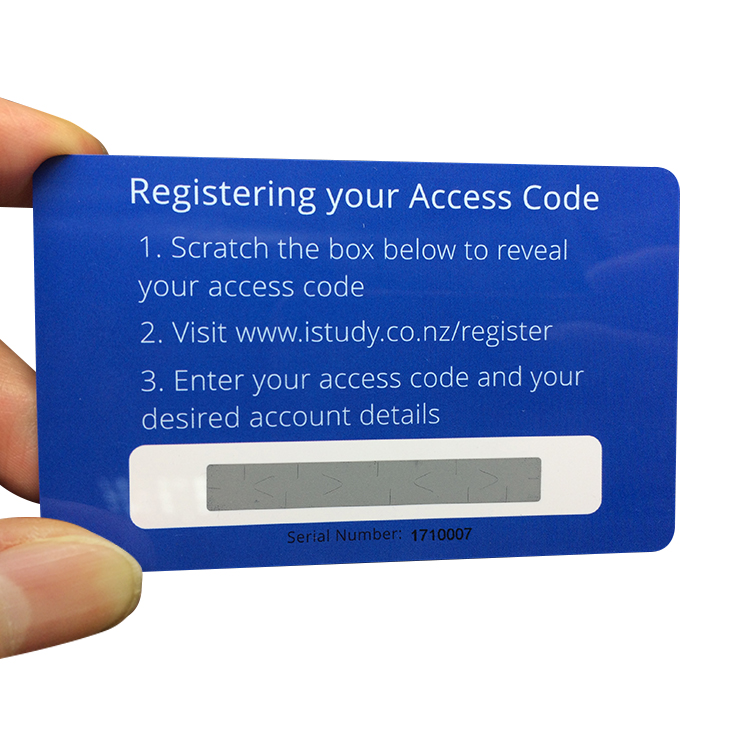 Registering your Access Code
1. Scratch the box below to reveal
your access code
2. Visit www.istudy.co.nz/register
3. Enter your access code and your
desired account details
Serial Number: 1710007